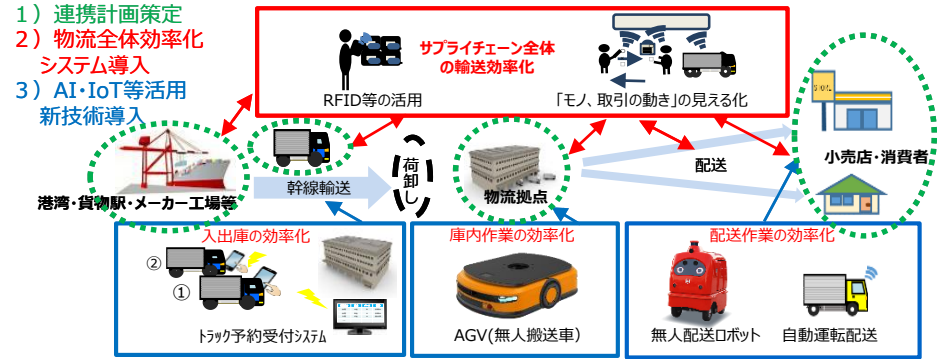 1）連携計画策定
2）物流全体効率化
システム導入
3）AI・IoT等活用
新技術導入
サプライチェーン全体
の輸送効率化
RFID等の活用
「モノ、取引の動き」の見える化
港湾・貨物駅・メーカー工場等
幹線輸送
荷卸し
物流拠点
配送
小売店・消費者
入出庫の効率化
②
①
トラック予約受付システム
庫内作業の効率化
AGV(無人搬送車)
配送作業の効率化
無人配送ロボット
自動運転配送